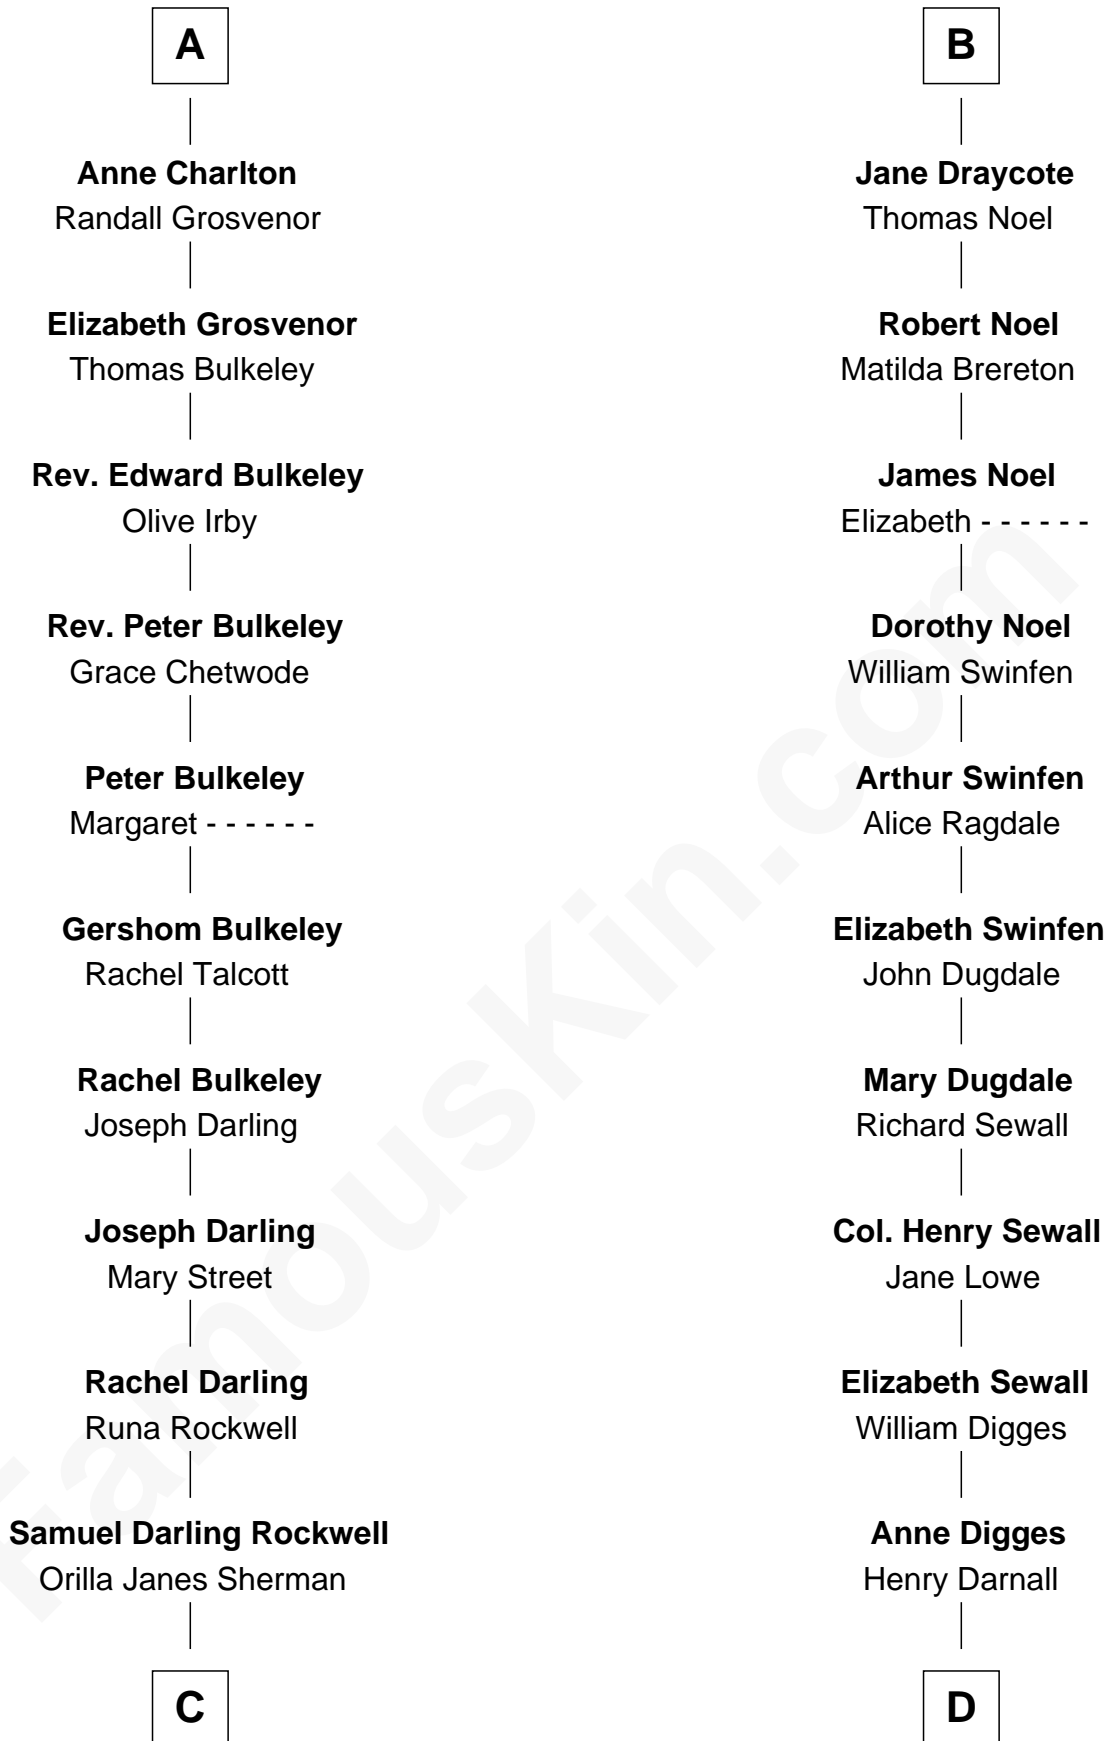 A
Anne Charlton
Randall Grosvenor
Elizabeth Grosvenor
Thomas Bulkeley
Rev. Edward Bulkeley
Olive Irby
Rev. Peter Bulkeley
Grace Chetwode
Peter Bulkeley
Margaret - - - - - -
Gershom Bulkeley
Rachel Talcott
Rachel Bulkeley
Joseph Darling
Joseph Darling
Mary Street
Rachel Darling
Runa Rockwell
Samuel Darling Rockwell
Orilla Janes Sherman
C
B
Jane Draycote
Thomas Noel
Robert Noel
Matilda Brereton
James Noel
Elizabeth - - - - - -
Dorothy Noel
William Swinfen
Arthur Swinfen
Alice Ragdale
Elizabeth Swinfen
John Dugdale
Mary Dugdale
Richard Sewall
Col. Henry Sewall
Jane Lowe
Elizabeth Sewall
William Digges
Anne Digges
Henry Darnall
D
FamousKin.com